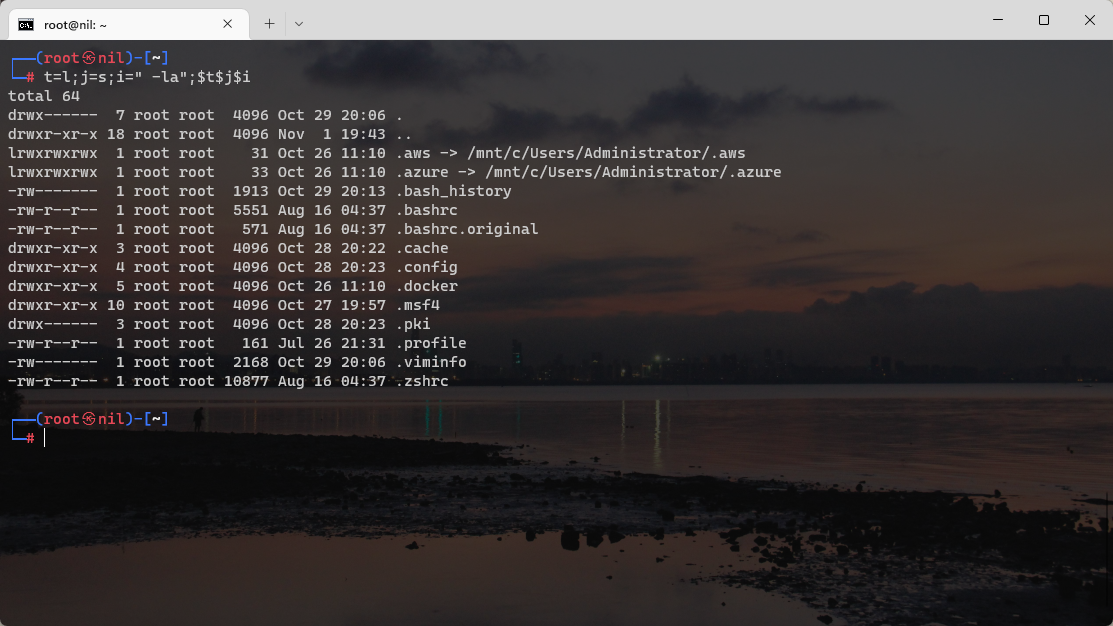 root@nil: ~
┌──(root㉿nil)-[~]
└─# t=l;j=s;i=" -la";$t$j$i
total 64
drwx------  7 root root  4096 Oct 29 20:06 .
drwxr-xr-x 18 root root  4096 Nov  1 19:43 ..
lrwxrwxrwx  1 root root    31 Oct 26 11:10 .aws -> /mnt/c/Users/Administrator/.aws
lrwxrwxrwx  1 root root    33 Oct 26 11:10 .azure -> /mnt/c/Users/Administrator/.azure
-rw-------  1 root root  1913 Oct 29 20:13 .bash_history
-rw-r--r--  1 root root  5551 Aug 16 04:37 .bashrc
-rw-r--r--  1 root root   571 Aug 16 04:37 .bashrc.original
drwxr-xr-x  3 root root  4096 Oct 28 20:22 .cache
drwxr-xr-x  4 root root  4096 Oct 28 20:23 .config
drwxr-xr-x  5 root root  4096 Oct 26 11:10 .docker
drwxr-xr-x 10 root root  4096 Oct 27 19:57 .msf4
drwx------  3 root root  4096 Oct 28 20:23 .pki
-rw-r--r--  1 root root   161 Jul 26 21:31 .profile
-rw-------  1 root root  2168 Oct 29 20:06 .viminfo
-rw-r--r--  1 root root 10877 Aug 16 04:37 .zshrc
┌──(root㉿nil)-[~]
└─#